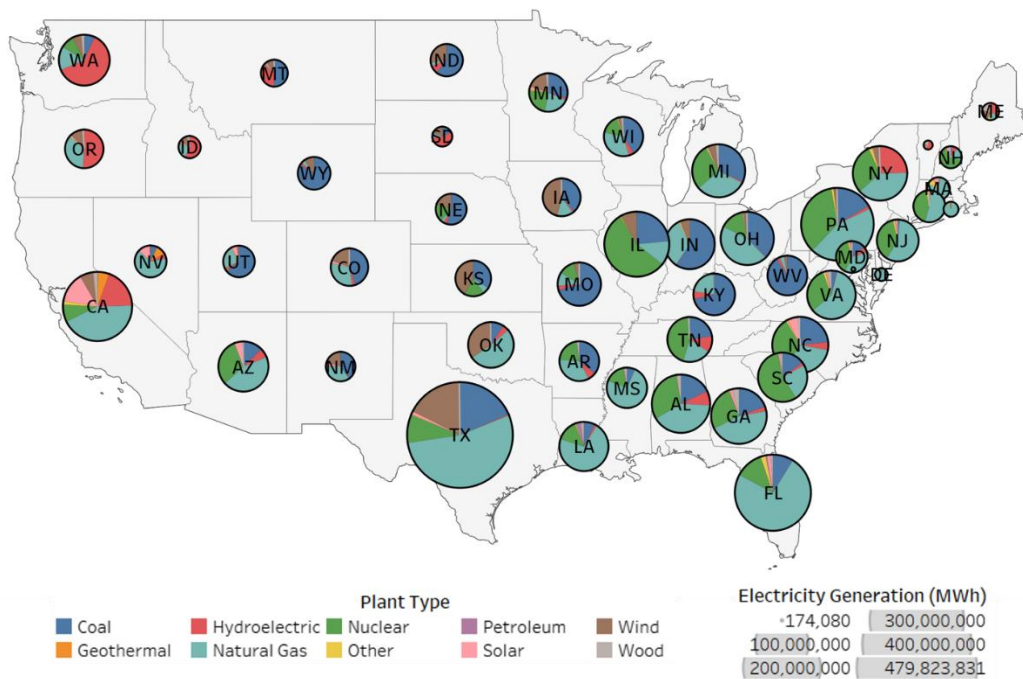 WA
MT
ND
MN
ME
OR
ID
SD
WI
MI
NY
NH
WY
MA
NE
IA
IL
IN
OH
PA
NJ
NV
UT
CO
KS
MO
KY
WV
MD
DE
VA
CA
AZ
NM
OK
AR
TN
NC
SC
MS
AL
GA
TX
LA
FL
Plant Type
Coal Hydroelectric Nuclear Petroleum Wind
Geothermal Natural Gas Other Solar Wood
Electricity Generation (MWh)
174,080 300,000,000
100,000,000 400,000,000
200,000,000 479,823,831